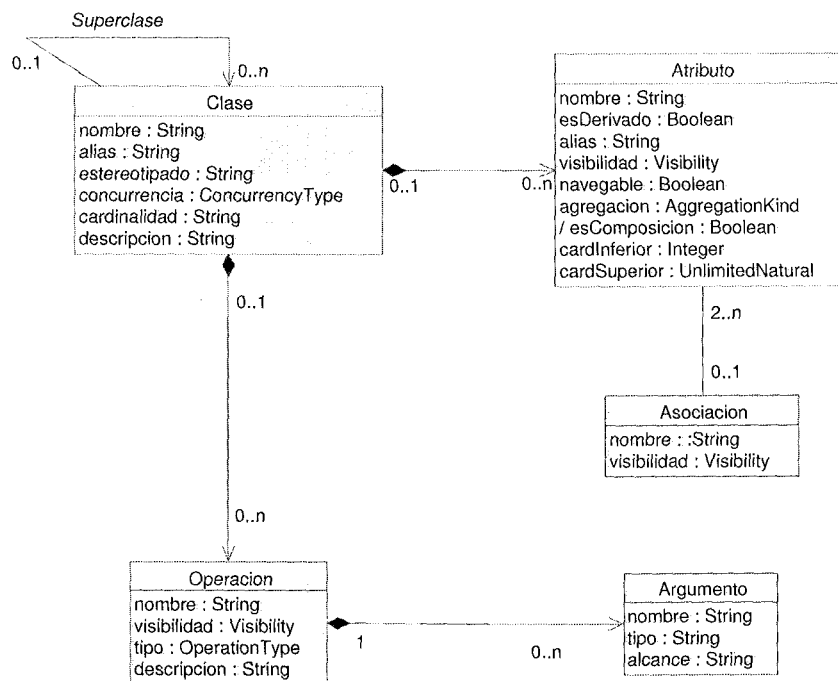 Superclase
0..1
0..n
Clase
nombre : String
alias : String
estereotipado : String
concurrencia : ConcurrencyType
cardinalidad : String
descripcion : String
0..1
0..n
Atributo
nombre : String
esDerivado : Boolean
alias : String
visibilidad : Visibility
navegable : Boolean
agregacion : AggregationKind
/ esComposicion : Boolean
cardInferior : Integer
cardSuperior : UnlimitedNatural
0..1
2..n
0..1
Asociacion
nombre : :String
visibilidad : Visibility
0..n
Operacion
nombre : String
visibilidad : Visibility
tipo : OperationType
descripcion : String
1
0..n
Argumento
nombre : String
tipo : String
alcance : String